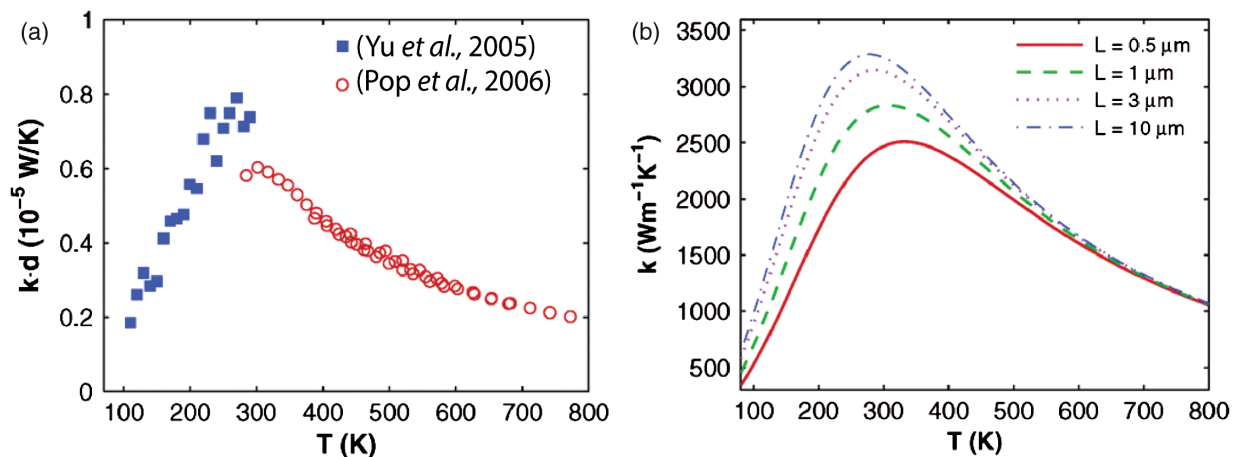 (a)
1
0.8
0.6
0.4
0.2
0
k·d (10⁻⁵ W/K)
(Yu et al., 2005)
(Pop et al., 2006)
100 200 300 400 500 600 700 800
T (K)
(b)
3500
3000
2500
2000
1500
1000
500
k (Wm⁻¹K⁻¹)
L = 0.5 μm
L = 1 μm
L = 3 μm
L = 10 μm
100 200 300 400 500 600 700 800
T (K)